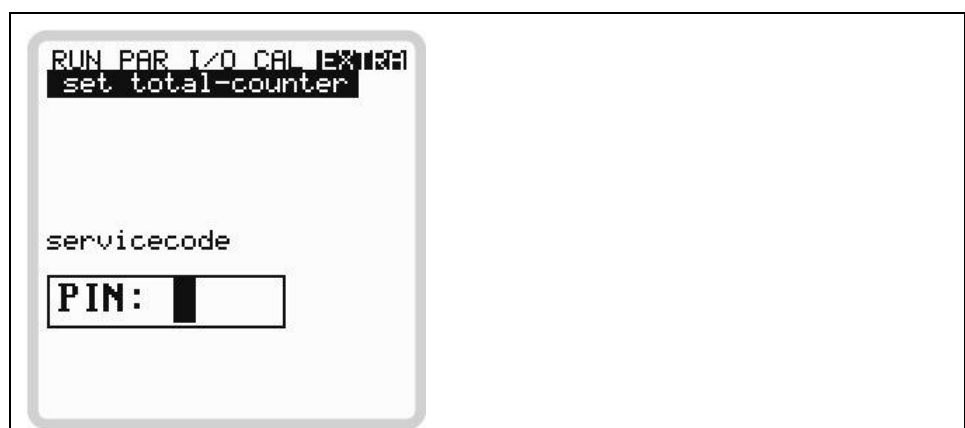 RUN PAR I/O CAL EXTRA
set total-counter
servicecode
PIN: